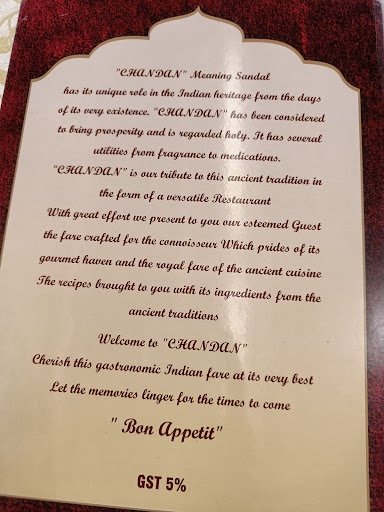 "CHANDAN" Meaning Sandal
has its unique role in the Indian heritage from the days
of its very existence. "CHANDAN" has been considered
to bring prosperity and is regarded holy. It has several
utilities from fragrance to medications.
"CHANDAN" is our tribute to this ancient tradition in
the form of a versatile Restaurant
With great effort we present to you our esteemed Guest
the fare crafted for the connoisseur Which prides of its
gourmet haven and the royal fare of the ancient cuisine
The recipes brought to you with its ingredients from the
ancient traditions
Welcome to "CHANDAN"
Cherish this gastronomic Indian fare at its very best
Let the memories linger for the times to come
" Bon Appetit"
GST 5%